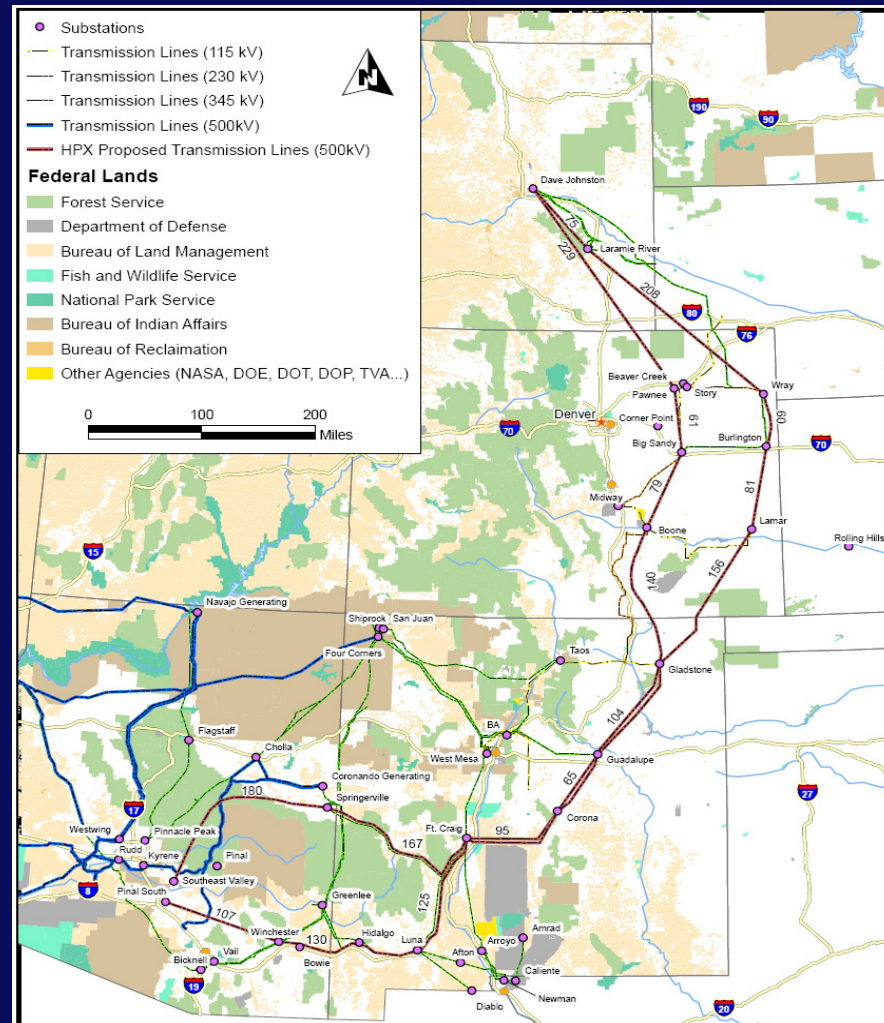 Substations
Transmission Lines (115 kV)
Transmission Lines (230 kV)
Transmission Lines (345 kV)
Transmission Lines (500kV)
HPX Proposed Transmission Lines (500kV)
Federal Lands
Forest Service
Department of Defense
Bureau of Land Management
Fish and Wildlife Service
National Park Service
Bureau of Indian Affairs
Bureau of Reclamation
Other Agencies (NASA, DOE, DOT, DOP, TVA...)
0 100 200
Miles
N
190
90
Dave Johnston
75
229
Laramie River
208
80
76
Beaver Creek
Pawnee
Story
Wray
Denver
Corner Point
70
61
60
Big Sandy
Burlington
70
79
81
Midway
Boone
Lamar
Rolling Hills
15
140
156
Navajo Generating
Shiprock
San Juan
Four Corners
Taos
Gladstone
104
Flagstaff
BA
Cholla
West Mesa
Guadalupe
Coronando Generating
Springerville
65
27
17
180
Corona
Westwing
Pinnacle Peak
Ft. Craig
95
Rudd
Kyrene
Pinal
167
8
Southeast Valley
Pinal South
Greenlee
125
107
Winchester
130
Hidalgo
Luna
Amrad
Arroyo
Bicknell
Vail
Bowie
Afton
19
Caliente
Diablo
Newman
20